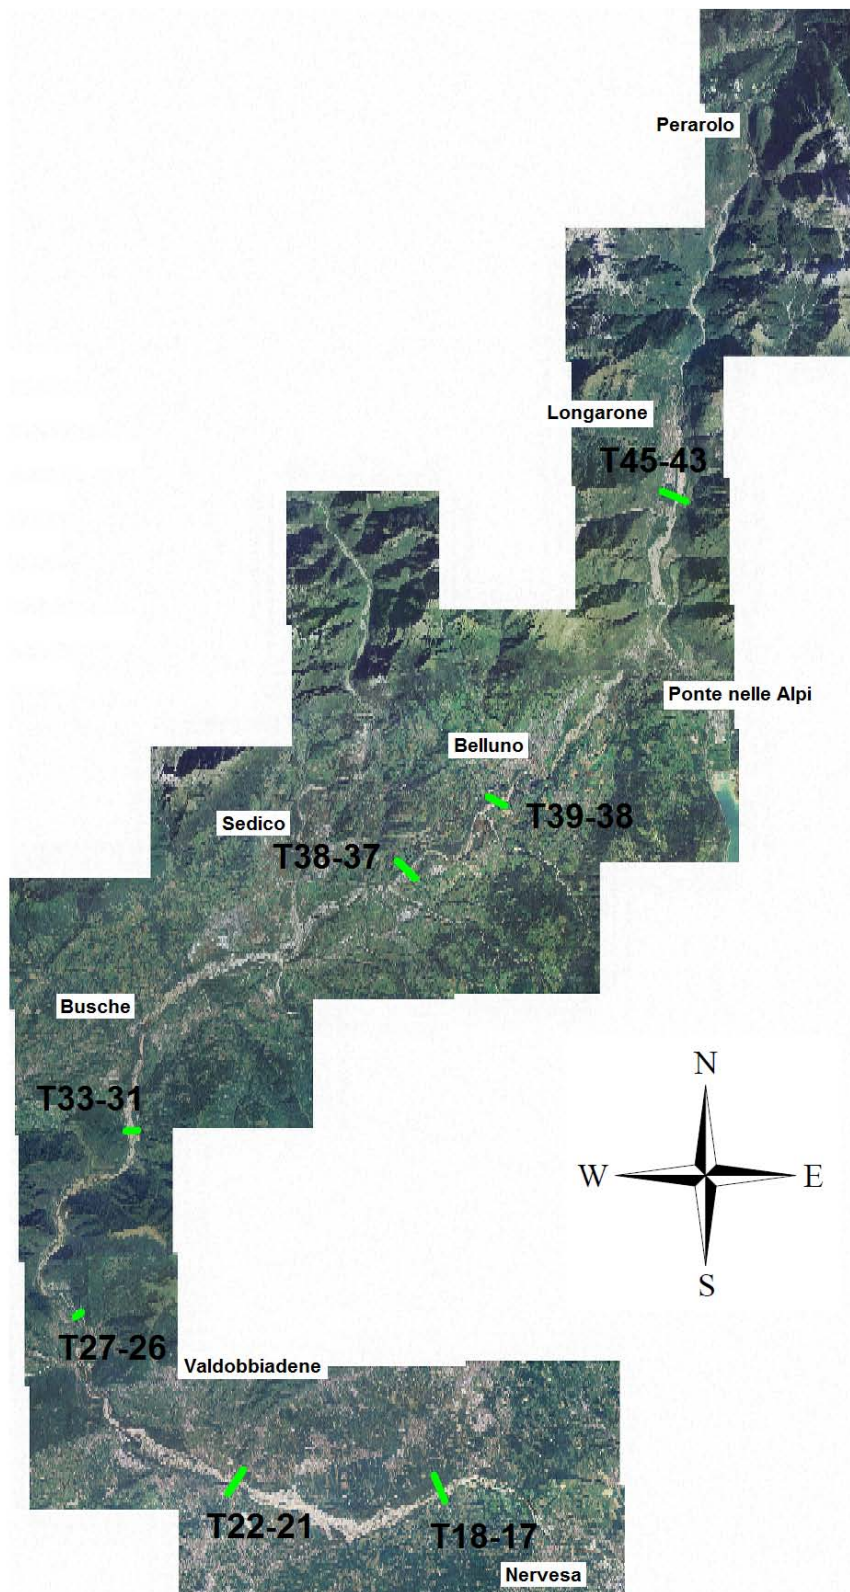 Perarolo
Longarone
T45-43
Ponte nelle Alpi
Belluno
T39-38
Sedico
T38-37
Busche
N
T33-31
W
E
S
T27-26
Valdobbiadene
T22-21
T18-17
Nervesa